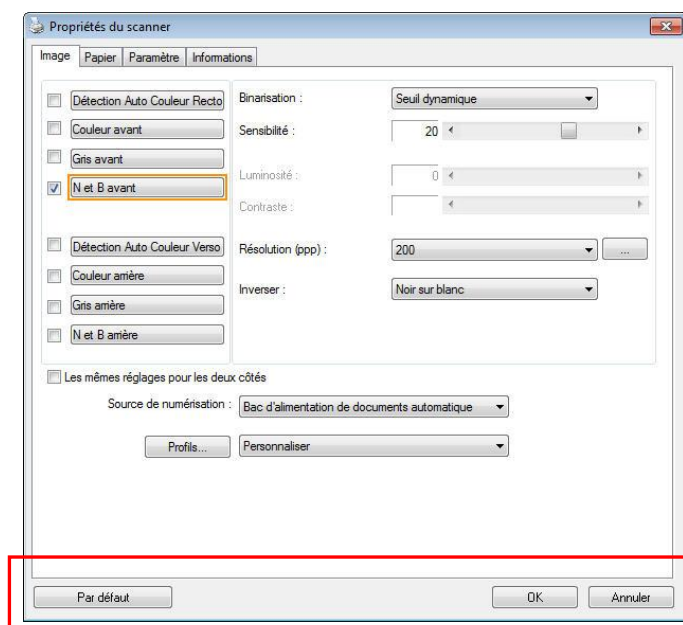 Propriétés du scanner
Image Papier Paramètre Informations
Détection Auto Couleur Recto Binarisation : Seuil dynamique
Couleur avant Sensibilité : 20
Gris avant
Luminosité : 0
N et B avant
Contraste :
Détection Auto Couleur Verso Résolution (ppp) : 200 ...
Couleur arrière
Inverser : Noir sur blanc
Gris arrière
N et B arrière
Les mêmes réglages pour les deux côtés
Source de numérisation : Bac d'alimentation de documents automatique
Profils... Personnaliser
Par défaut OK Annuler